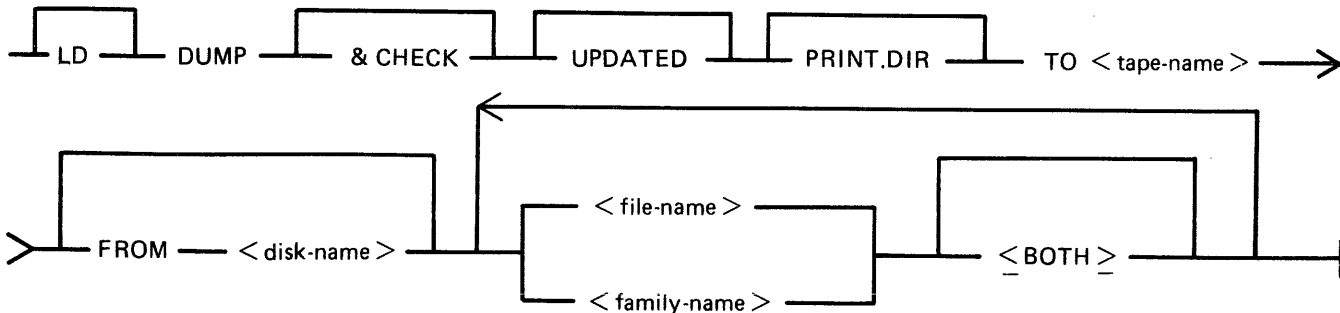 LD DUMP & CHECK UPDATED PRINT.DIR TO <tape-name>
<file-name>
FROM <disk-name> <BOTH>
<family-name>